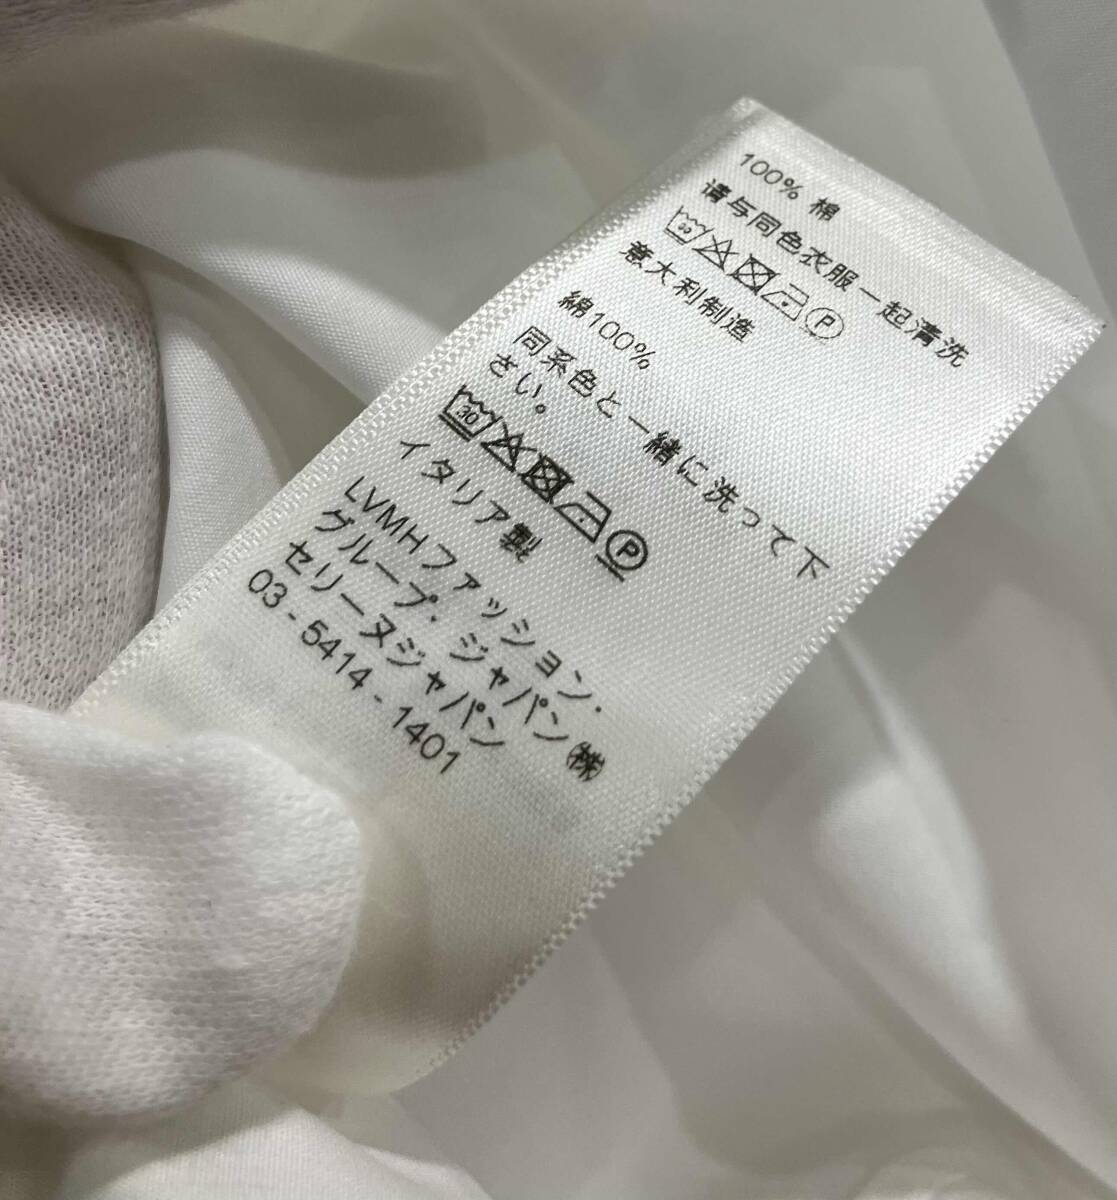 100% 棉
请与同色衣服一起清洗
30 P
意大利制造
綿100%
同系色と一緒に洗って下
さい。
30 P
イタリア製
LVMHファッション・
グループ・ジャパン㈱
セリーヌジャパン
03-5414-1401